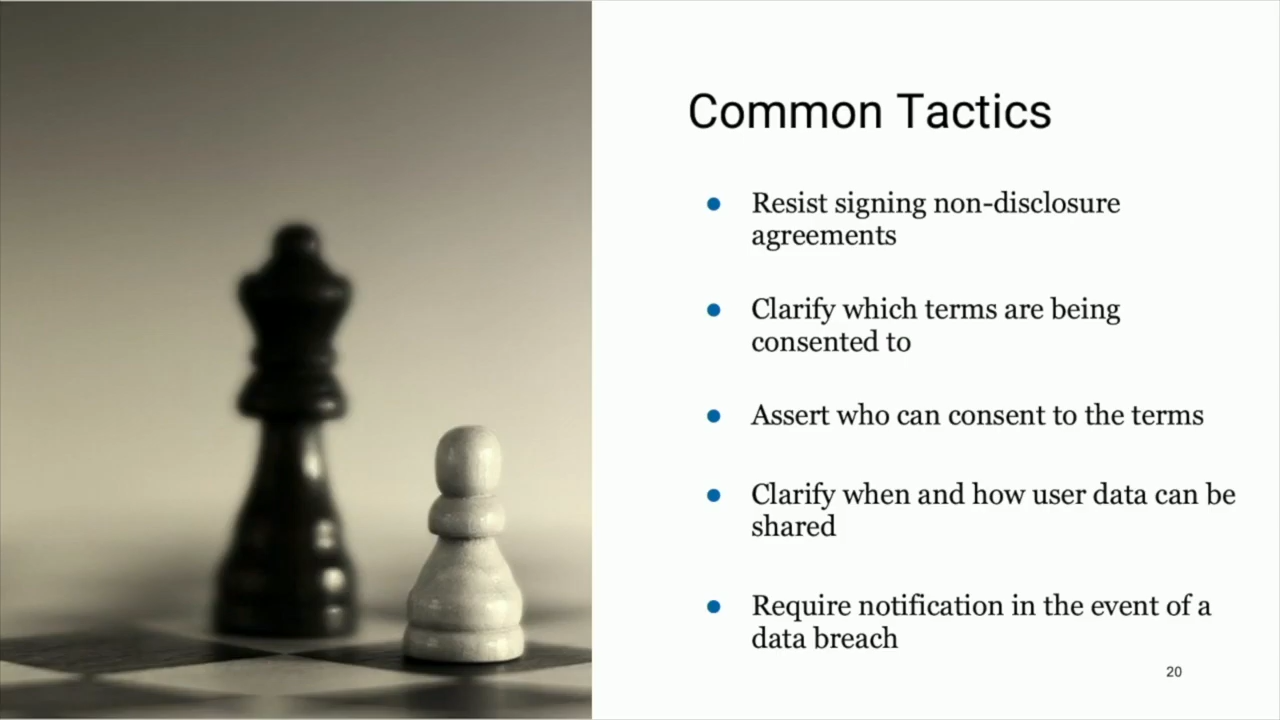 Common Tactics
● Resist signing non-disclosure
agreements
● Clarify which terms are being
consented to
● Assert who can consent to the terms
● Clarify when and how user data can be
shared
● Require notification in the event of a
data breach
20